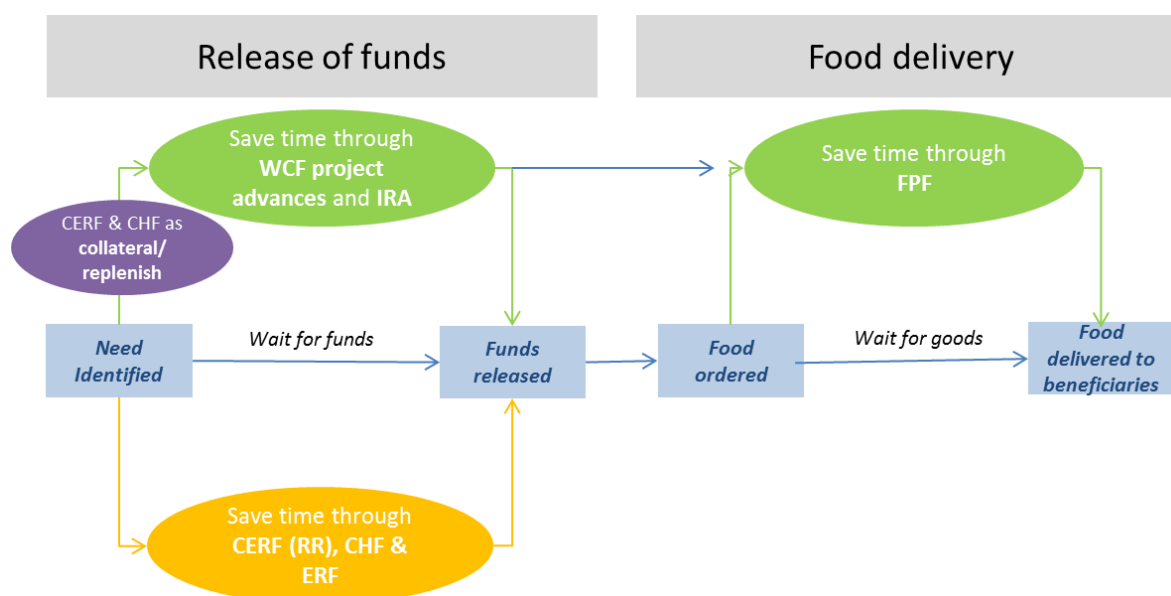 Release of funds
Food delivery
Save time through
WCF project
advances and IRA
Save time through
FPF
CERF & CHF as
collateral/
replenish
Need
Identified
Wait for funds
Funds
released
Food
ordered
Wait for goods
Food
delivered to
beneficiaries
Save time through
CERF (RR), CHF &
ERF